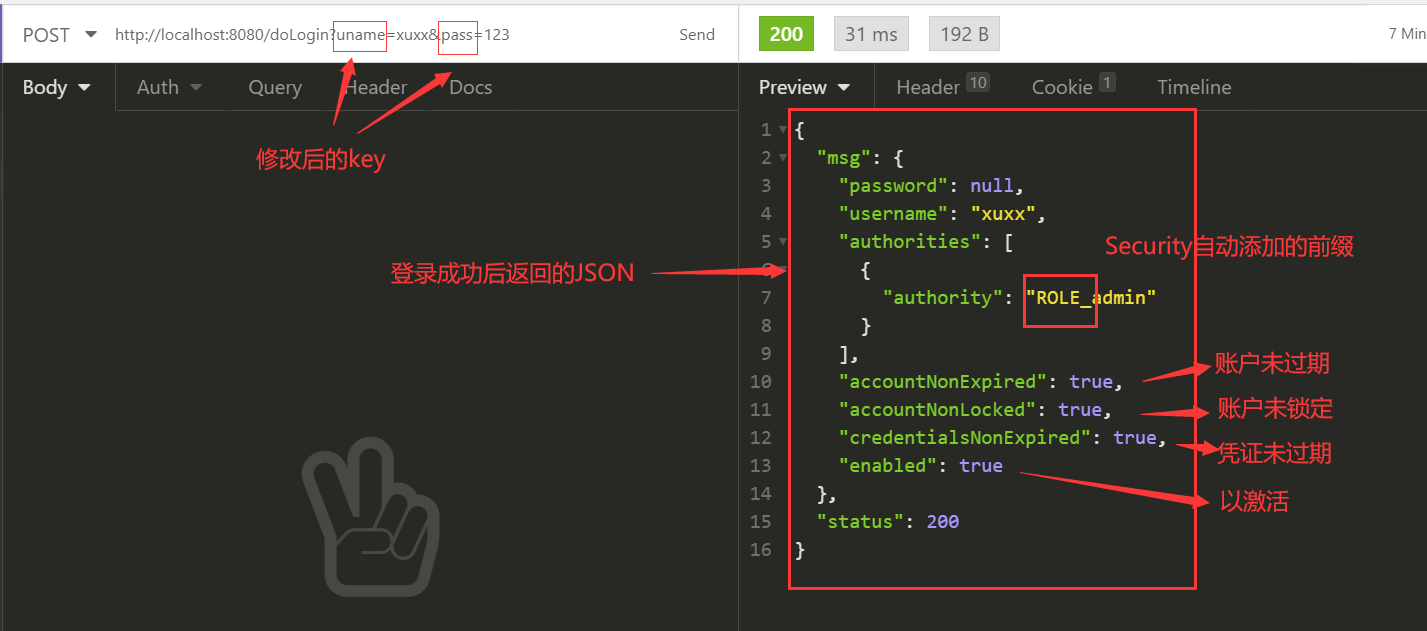 POST http://localhost:8080/doLogin?uname=xuxx&pass=123 Send
200 31 ms 192 B 7 Min
Body Auth Query Header Docs
Preview Header 10 Cookie 1 Timeline
修改后的key
登录成功后返回的JSON
1 {
2 "msg": {
3 "password": null,
4 "username": "xuxx",
5 "authorities": [
6 {
7 "authority": "ROLE_admin"
8 }
9 ],
10 "accountNonExpired": true,
11 "accountNonLocked": true,
12 "credentialsNonExpired": true,
13 "enabled": true
14 },
15 "status": 200
16 }
Security自动添加的前缀
账户未过期
账户未锁定
凭证未过期
以激活